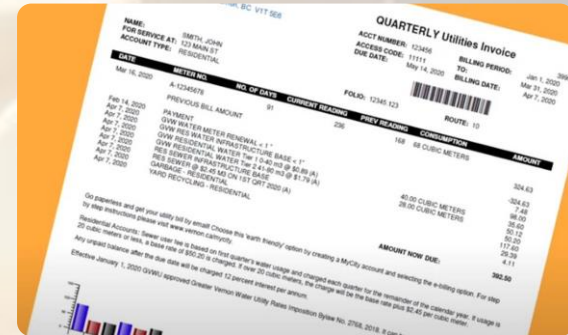 BC V1T 5E6
QUARTERLY Utilities Invoice
NAME: SMITH, JOHN
FOR SERVICE AT: 123 MAIN ST
ACCOUNT TYPE: RESIDENTIAL
ACCT NUMBER: 123456
ACCESS CODE: 11111
DUE DATE: May 14, 2020
BILLING PERIOD: Jan 1, 2020
TO: Mar 31, 2020
BILLING DATE: Apr 7, 2020
FOLIO: 12345.123
ROUTE: 10
DATE METER NO. NO. OF DAYS CURRENT READING PREV READING CONSUMPTION AMOUNT
Mar 16, 2020 A-12345678 91 236 168 68 CUBIC METERS
PREVIOUS BILL AMOUNT 324.63
Feb 14, 2020 PAYMENT -324.63
Apr 7, 2020 GVW WATER METER RENEWAL < 1" 7.48
Apr 7, 2020 GVW RES WATER INFRASTRUCTURE BASE < 1" 98.00
Apr 7, 2020 GVW RESIDENTIAL WATER Tier 1 0-40 m3 @ $0.89 (A) 40.00 CUBIC METERS 35.60
Apr 7, 2020 GVW RESIDENTIAL WATER Tier 2 41-80 m3 @ $1.79 (A) 28.00 CUBIC METERS 50.12
Apr 7, 2020 RES SEWER INFRASTRUCTURE BASE 50.20
Apr 7, 2020 RES SEWER @ $2.45 M3 ON 1ST QRT 2020 (A) 117.60
Apr 7, 2020 GARBAGE - RESIDENTIAL 29.39
YARD RECYCLING - RESIDENTIAL 4.11
AMOUNT NOW DUE: 392.50
Go paperless and get your utility bill by email! Choose this 'earth friendly' option by creating a MyCity account and selecting the e-billing option. For step
by step instructions please visit www.vernon.ca/mycity.
Residential Accounts: Sewer user fee is based on first quarter's water usage and charged each quarter for the remainder of the calendar year. If usage is
20 cubic meters or less, a base rate of $50.20 is charged. If over 20 cubic meters, the charge will be the base rate plus $2.45 per cubic meter.
Any unpaid balance after the due date will be charged 12 percent interest per annum.
Effective January 1, 2020 GVWU approved Greater Vernon Water Utility Rates Imposition Bylaw No. 2768, 2018. It can